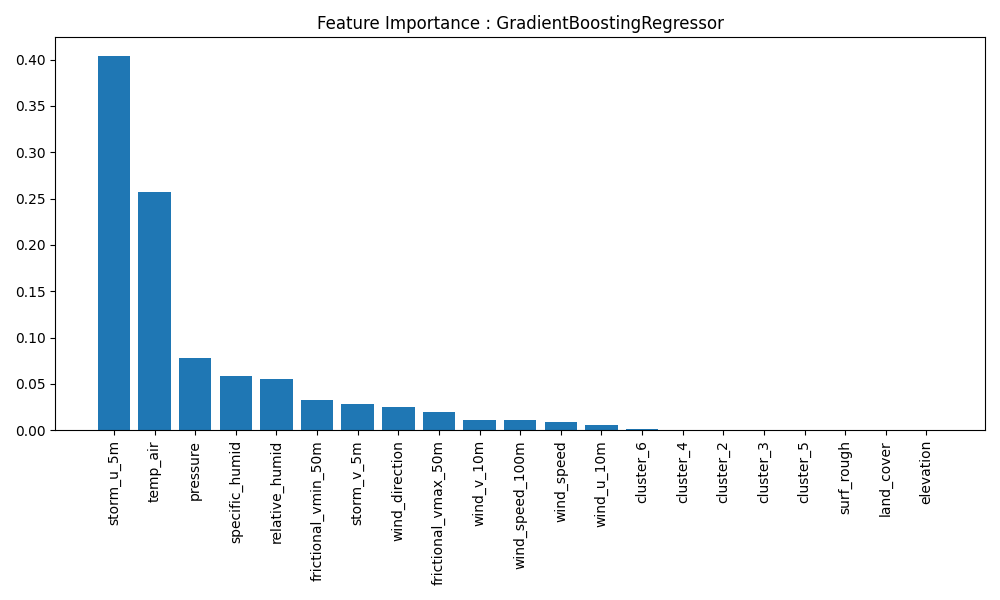 Feature Importance : GradientBoostingRegressor
0.40
0.35
0.30
0.25
0.20
0.15
0.10
0.05
0.00
storm_u_5m
temp_air
pressure
specific_humid
relative_humid
frictional_vmin_50m
storm_v_5m
wind_direction
frictional_vmax_50m
wind_v_10m
wind_speed_100m
wind_speed
wind_u_10m
cluster_6
cluster_4
cluster_2
cluster_3
cluster_5
surf_rough
land_cover
elevation